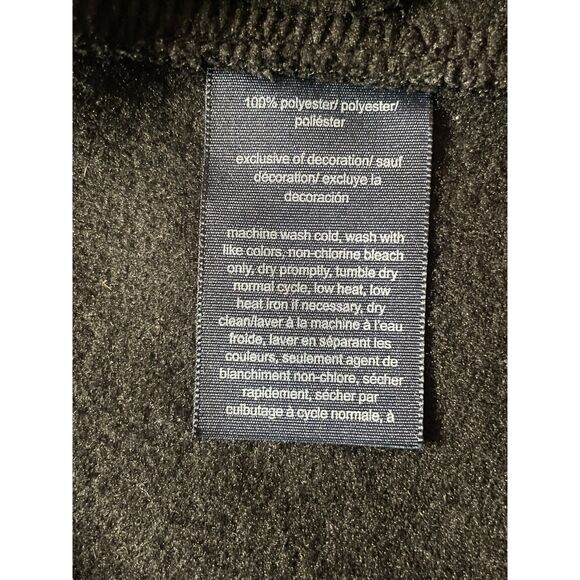 100% polyester/ polyester/
poliéster
exclusive of decoration/ sauf
décoration/ excluye la
decoración
machine wash cold, wash with
like colors, non-chlorine bleach
only, dry promptly, tumble dry
normal cycle, low heat, low
heat iron if necessary, dry
clean/laver à la machine à l'eau
froide, laver en séparant les
couleurs, seulement agent de
blanchiment non-chlore, sécher
rapidement, sécher par
culbutage à cycle normale, à